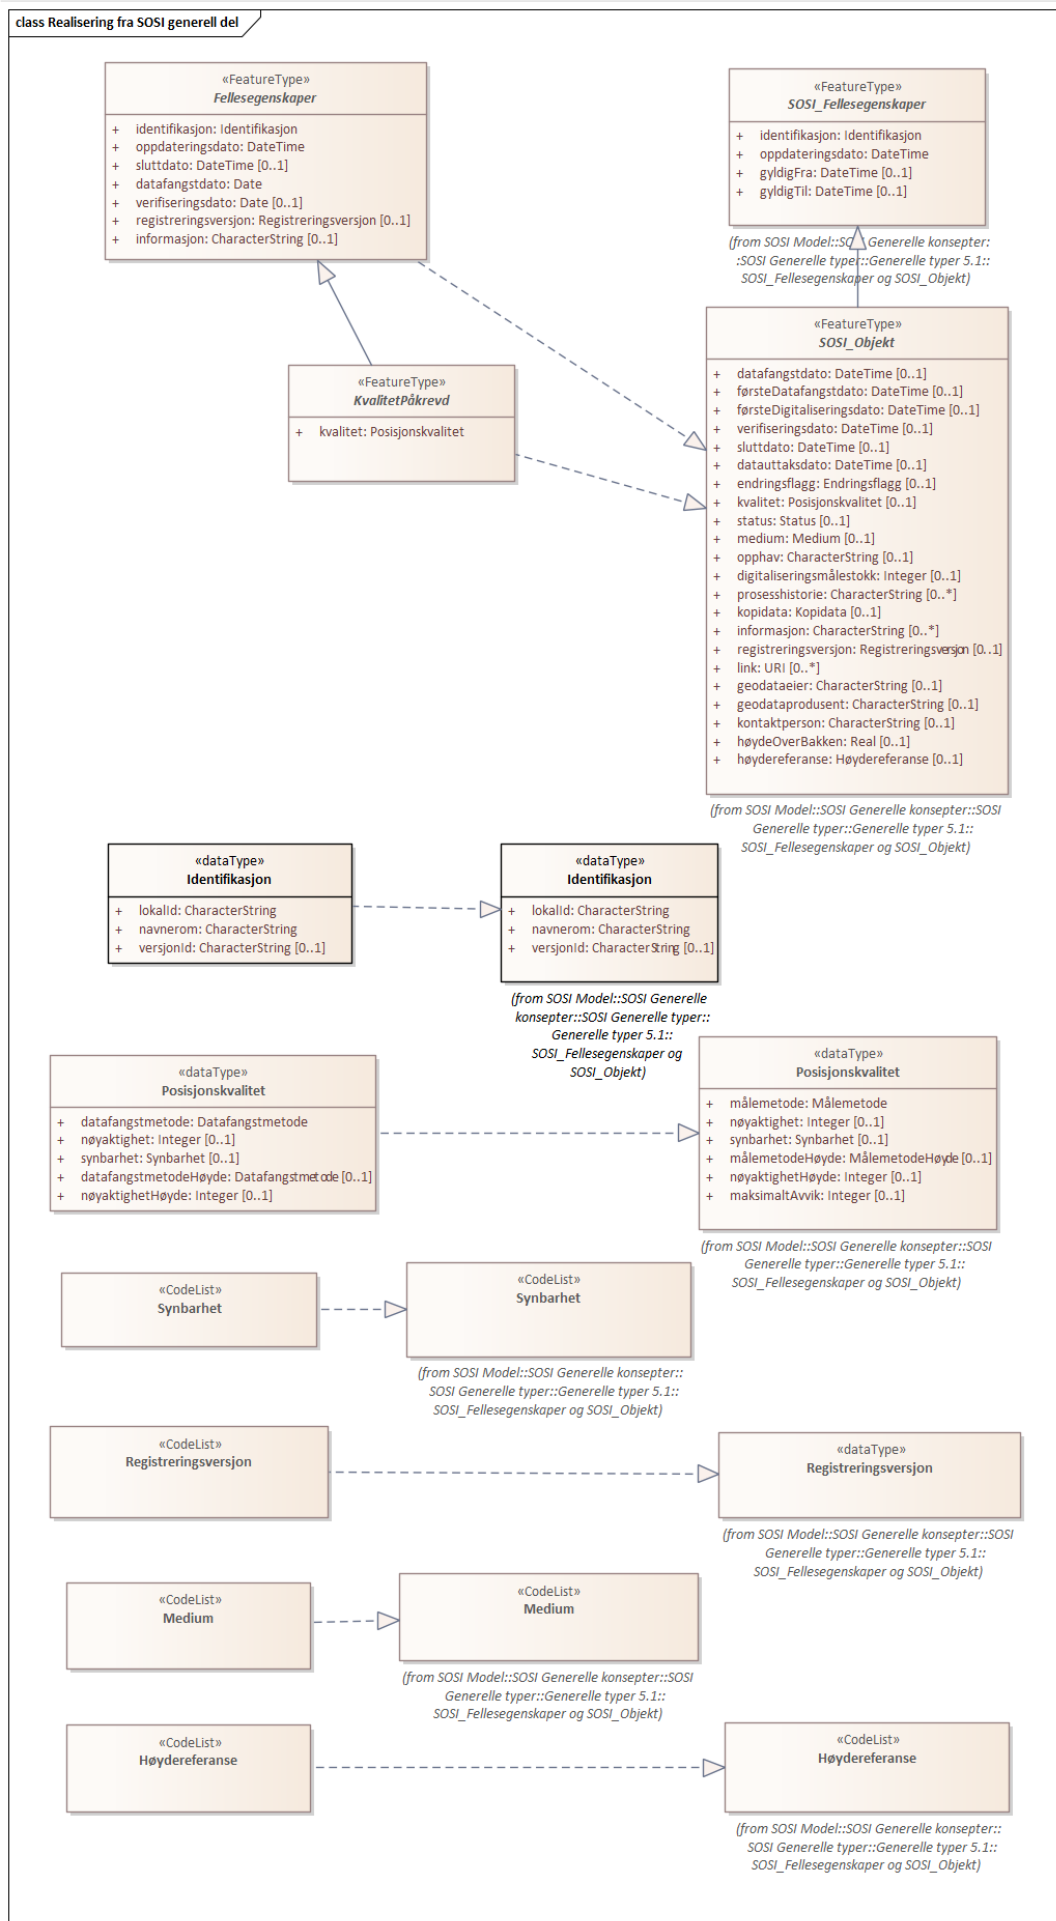 class Realisering fra SOSI generell del
«FeatureType»
Fellesegenskaper
+ identifikasjon: Identifikasjon
+ oppdateringsdato: DateTime
+ sluttdato: DateTime [0..1]
+ datafangstdato: Date
+ verifiseringsdato: Date [0..1]
+ registreringsversjon: Registreringsversjon [0..1]
+ informasjon: CharacterString [0..1]
«FeatureType»
SOSI_Fellesegenskaper
+ identifikasjon: Identifikasjon
+ oppdateringsdato: DateTime
+ gyldigFra: DateTime [0..1]
+ gyldigTil: DateTime [0..1]
(from SOSI Model::SOSI Generelle konsepter:
:SOSI Generelle typer::Generelle typer 5.1::
SOSI_Fellesegenskaper og SOSI_Objekt)
«FeatureType»
KvalitetPåkrevd
+ kvalitet: Posisjonskvalitet
«FeatureType»
SOSI_Objekt
+ datafangstdato: DateTime [0..1]
+ førsteDatafangstdato: DateTime [0..1]
+ førsteDigitaliseringsdato: DateTime [0..1]
+ verifiseringsdato: DateTime [0..1]
+ sluttdato: DateTime [0..1]
+ datauttaksdato: DateTime [0..1]
+ endringsflagg: Endringsflagg [0..1]
+ kvalitet: Posisjonskvalitet [0..1]
+ status: Status [0..1]
+ medium: Medium [0..1]
+ opphav: CharacterString [0..1]
+ digitaliseringsmålestokk: Integer [0..1]
+ prosesshistorie: CharacterString [0..*]
+ kopidata: Kopidata [0..1]
+ informasjon: CharacterString [0..*]
+ registreringsversjon: Registreringsversjon [0..1]
+ link: URI [0..*]
+ geodataeier: CharacterString [0..1]
+ geodataprodusent: CharacterString [0..1]
+ kontaktperson: CharacterString [0..1]
+ høydeOverBakken: Real [0..1]
+ høydereferanse: Høydereferanse [0..1]
(from SOSI Model::SOSI Generelle konsepter::SOSI
Generelle typer::Generelle typer 5.1::
SOSI_Fellesegenskaper og SOSI_Objekt)
«dataType»
Identifikasjon
+ lokalId: CharacterString
+ navnerom: CharacterString
+ versjonId: CharacterString [0..1]
«dataType»
Identifikasjon
+ lokalId: CharacterString
+ navnerom: CharacterString
+ versjonId: CharacterString [0..1]
(from SOSI Model::SOSI Generelle
konsepter::SOSI Generelle typer::
Generelle typer 5.1::
SOSI_Fellesegenskaper og
SOSI_Objekt)
«dataType»
Posisjonskvalitet
+ datafangstmetode: Datafangstmetode
+ nøyaktighet: Integer [0..1]
+ synbarhet: Synbarhet [0..1]
+ datafangstmetodeHøyde: Datafangstmetode [0..1]
+ nøyaktighetHøyde: Integer [0..1]
«dataType»
Posisjonskvalitet
+ målemetode: Målemetode
+ nøyaktighet: Integer [0..1]
+ synbarhet: Synbarhet [0..1]
+ målemetodeHøyde: MålemetodeHøyde [0..1]
+ nøyaktighetHøyde: Integer [0..1]
+ maksimaltAvvik: Integer [0..1]
(from SOSI Model::SOSI Generelle konsepter::SOSI
Generelle typer::Generelle typer 5.1::
SOSI_Fellesegenskaper og SOSI_Objekt)
«CodeList»
Synbarhet
«CodeList»
Synbarhet
(from SOSI Model::SOSI Generelle konsepter::
SOSI Generelle typer::Generelle typer 5.1::
SOSI_Fellesegenskaper og SOSI_Objekt)
«CodeList»
Registreringsversjon
«dataType»
Registreringsversjon
(from SOSI Model::SOSI Generelle konsepter::SOSI
Generelle typer::Generelle typer 5.1::
SOSI_Fellesegenskaper og SOSI_Objekt)
«CodeList»
Medium
«CodeList»
Medium
(from SOSI Model::SOSI Generelle konsepter::SOSI
Generelle typer::Generelle typer 5.1::
SOSI_Fellesegenskaper og SOSI_Objekt)
«CodeList»
Høydereferanse
«CodeList»
Høydereferanse
(from SOSI Model::SOSI Generelle konsepter::
SOSI Generelle typer::Generelle typer 5.1::
SOSI_Fellesegenskaper og SOSI_Objekt)